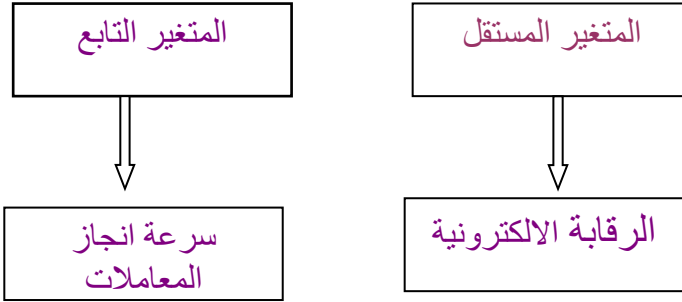 المتغير المستقل
المتغير التابع
الرقابة الالكترونية
سرعة انجاز
المعاملات